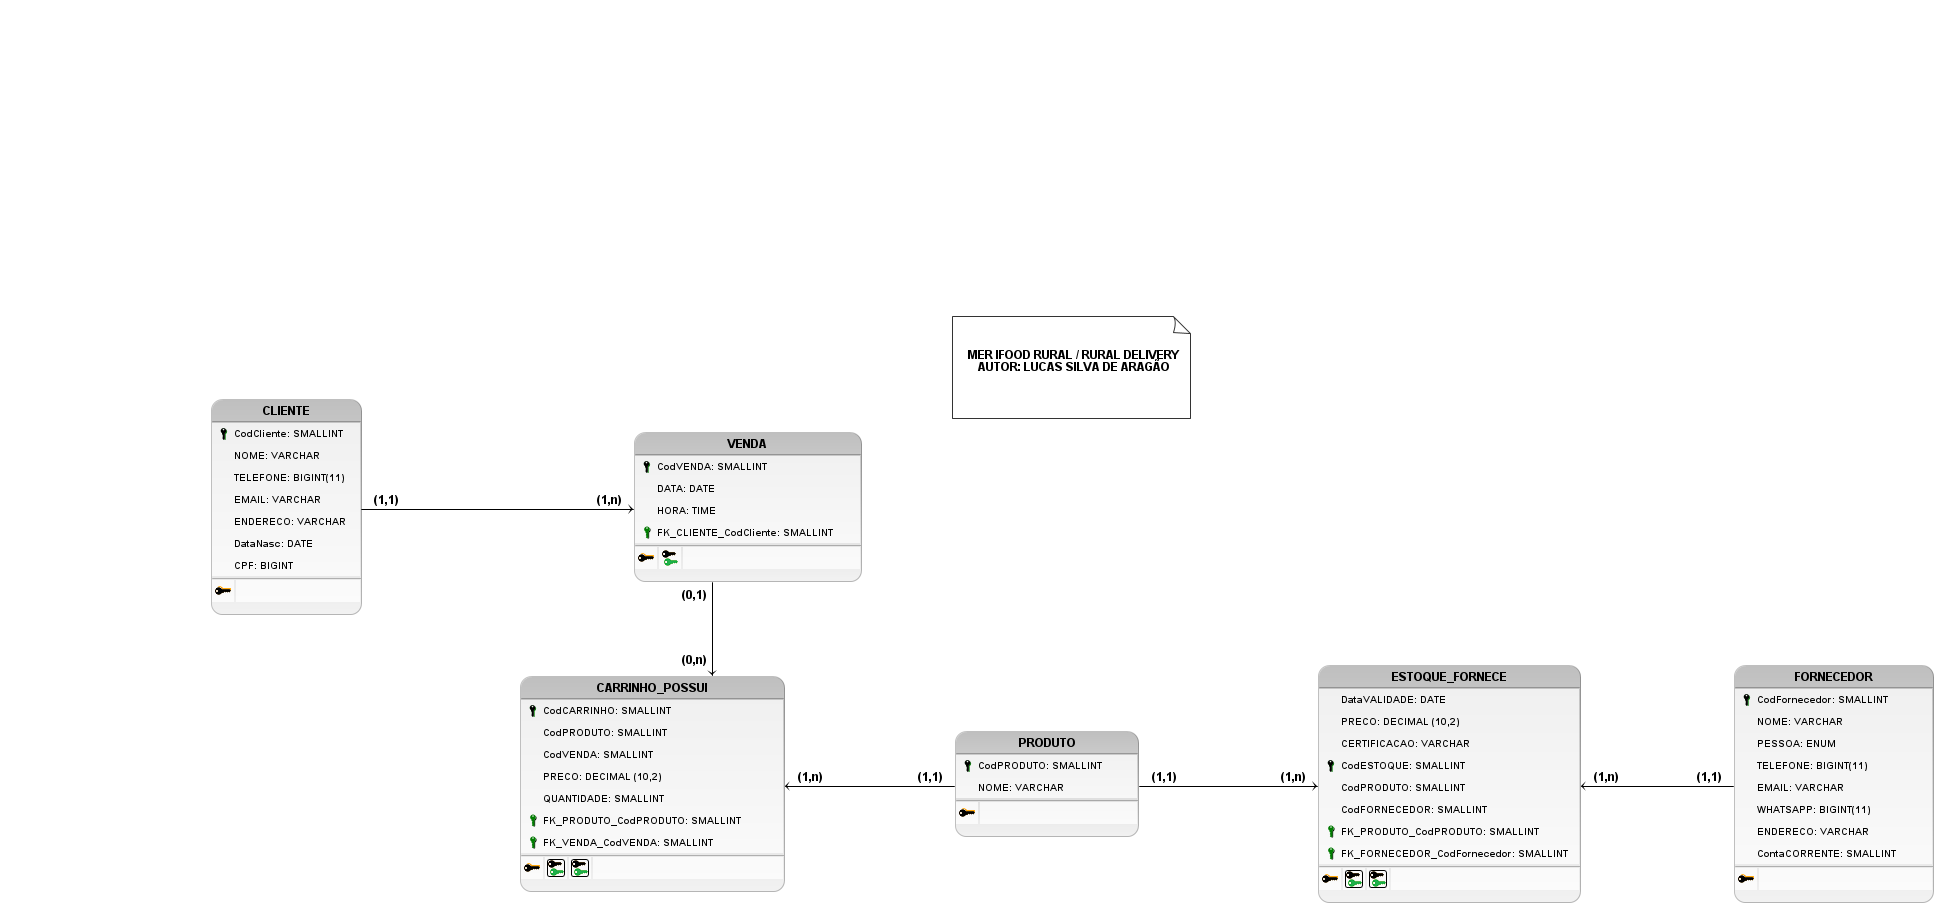 MER IFOOD RURAL / RURAL DELIVERY
AUTOR: LUCAS SILVA DE ARAGÃO
CLIENTE
CodCliente: SMALLINT
NOME: VARCHAR
TELEFONE: BIGINT(11)
EMAIL: VARCHAR
ENDERECO: VARCHAR
DataNasc: DATE
CPF: BIGINT
(1,1)
(1,n)
VENDA
CodVENDA: SMALLINT
DATA: DATE
HORA: TIME
FK_CLIENTE_CodCliente: SMALLINT
(0,1)
(0,n)
CARRINHO_POSSUI
CodCARRINHO: SMALLINT
CodPRODUTO: SMALLINT
CodVENDA: SMALLINT
PRECO: DECIMAL (10,2)
QUANTIDADE: SMALLINT
FK_PRODUTO_CodPRODUTO: SMALLINT
FK_VENDA_CodVENDA: SMALLINT
(1,n)
(1,1)
PRODUTO
CodPRODUTO: SMALLINT
NOME: VARCHAR
(1,1)
(1,n)
ESTOQUE_FORNECE
DataVALIDADE: DATE
PRECO: DECIMAL (10,2)
CERTIFICACAO: VARCHAR
CodESTOQUE: SMALLINT
CodPRODUTO: SMALLINT
CodFORNECEDOR: SMALLINT
FK_PRODUTO_CodPRODUTO: SMALLINT
FK_FORNECEDOR_CodFornecedor: SMALLINT
(1,n)
(1,1)
FORNECEDOR
CodFornecedor: SMALLINT
NOME: VARCHAR
PESSOA: ENUM
TELEFONE: BIGINT(11)
EMAIL: VARCHAR
WHATSAPP: BIGINT(11)
ENDERECO: VARCHAR
ContaCORRENTE: SMALLINT